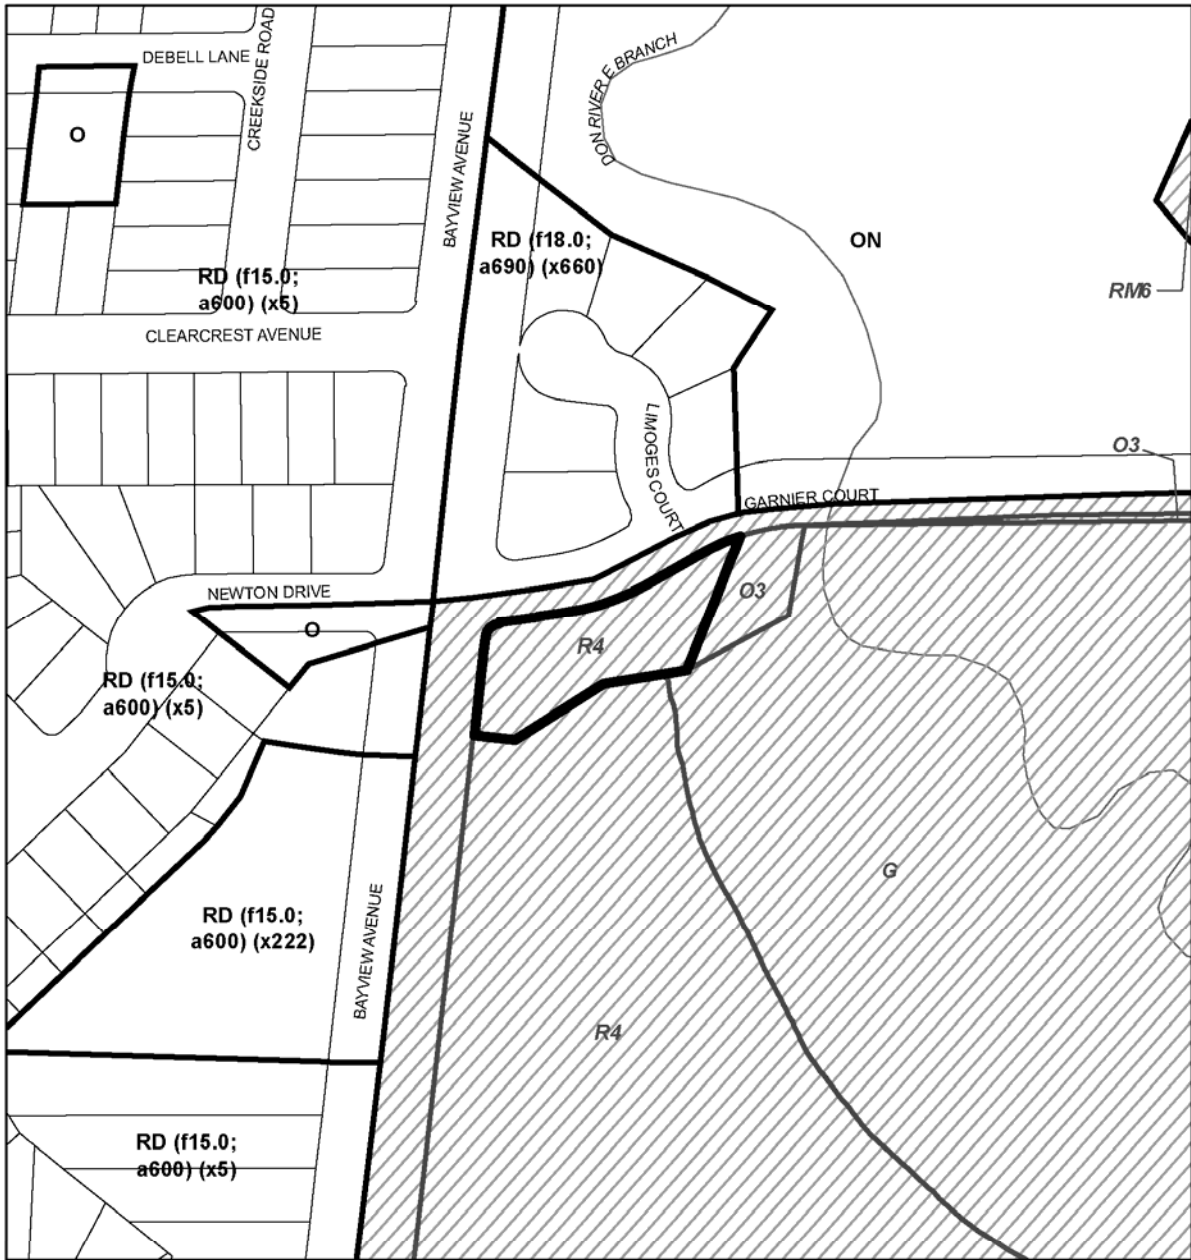 DEBELL LANE
CREEKSIDE ROAD
DON RIVER E BRANCH
O
BAYVIEW AVENUE
RD (f18.0;
a690) (x660)
ON
RD (f15.0;
a600) (x5)
RM6
CLEARCREST AVENUE
LIMOGES COURT
O3
GARNIER COURT
NEWTON DRIVE
O3
O
R4
RD (f15.0;
a600) (x5)
G
RD (f15.0;
a600) (x222)
BAYVIEW AVENUE
R4
RD (f15.0;
a600) (x5)